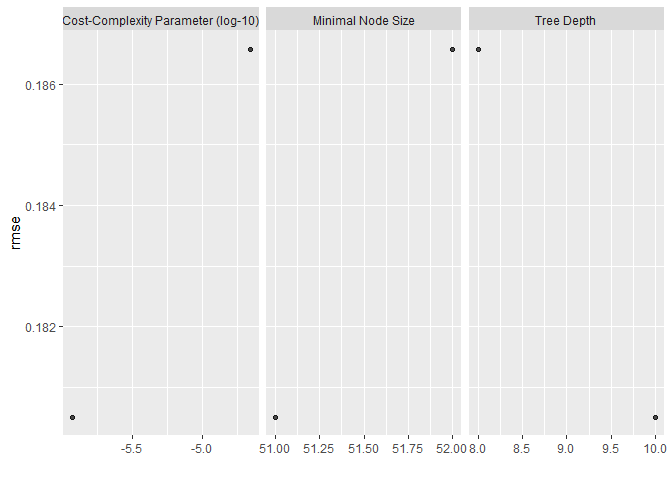 Cost-Complexity Parameter (log-10) Minimal Node Size Tree Depth
0.186
0.184
rmse
0.182
-5.5 -5.0 51.00 51.25 51.50 51.75 52.00 8.0 8.5 9.0 9.5 10.0